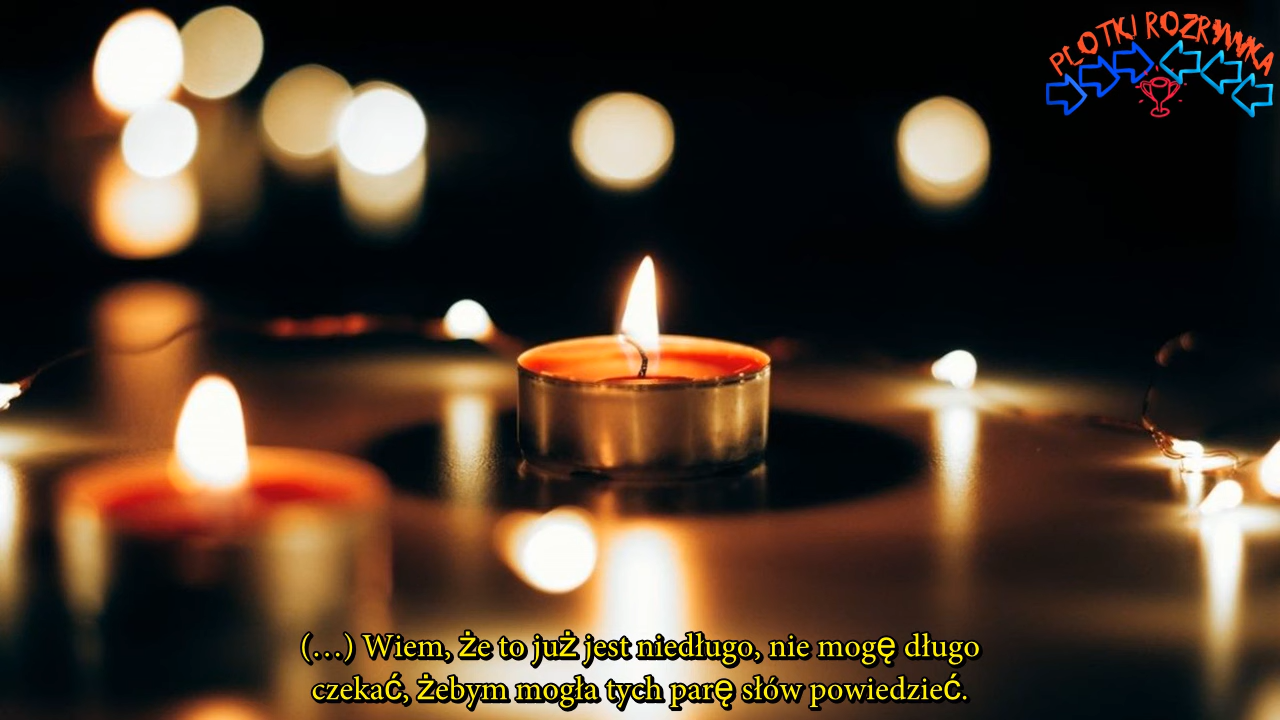 PLOTKI ROZRYWKA
(...) Wiem, że to już jest niedługo, nie mogę długo
czekać, żebym mogła tych parę słów powiedzieć.